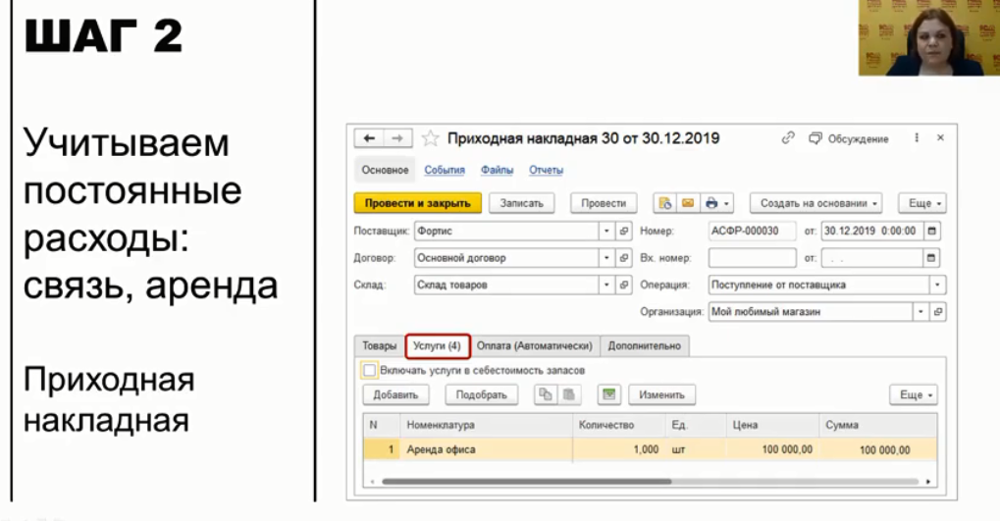 ШАГ 2
Учитываем
постоянные
расходы:
связь, аренда
Приходная
накладная
Приходная накладная 30 от 30.12.2019
Обсуждение
Основное События Файлы Отчеты
Провести и закрыть Записать Провести Создать на основании Еще
Поставщик: Фортис Номер: АСФР-000030 от: 30.12.2019 0:00:00
Договор: Основной договор Вх. номер: от: . .
Склад: Склад товаров Операция: Поступление от поставщика
Организация: Мой любимый магазин
Товары Услуги (4) Оплата (Автоматически) Дополнительно
Включать услуги в себестоимость запасов
Добавить Подобрать Изменить Еще
N Номенклатура Количество Ед. Цена Сумма
1 Аренда офиса 1,000 шт 100 000,00 100 000,00